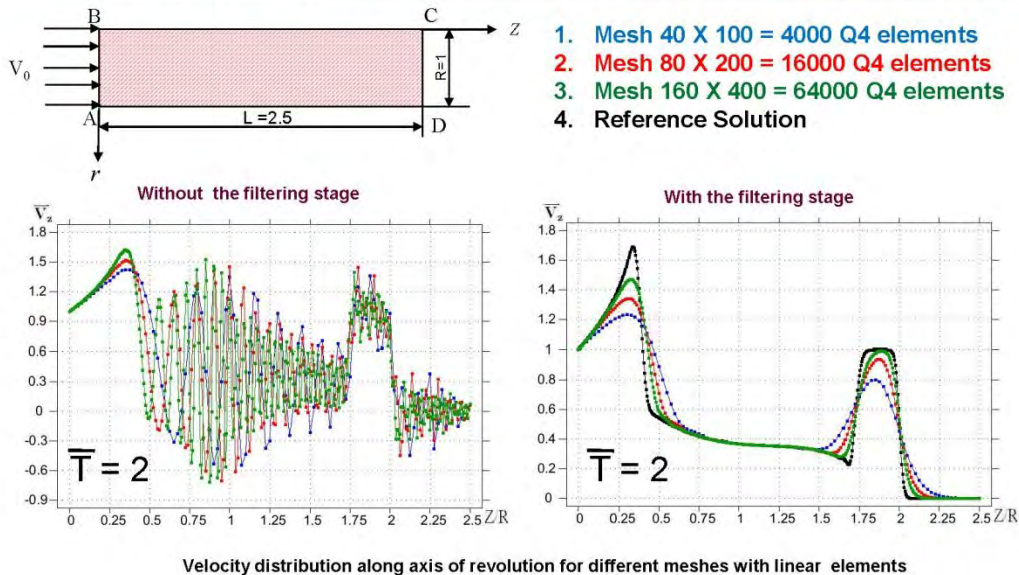 B
C
Z
V0
R=1
A
L =2.5
D
r
1. Mesh 40 X 100 = 4000 Q4 elements
2. Mesh 80 X 200 = 16000 Q4 elements
3. Mesh 160 X 400 = 64000 Q4 elements
4. Reference Solution
Without the filtering stage
V̅z
1.8
1.5
1.2
0.9
0.6
0.3
0
-0.3
-0.6
-0.9
T̅ = 2
0 0.25 0.5 0.75 1 1.25 1.5 1.75 2 2.25 2.5
Z/R
With the filtering stage
V̅z
1.8
1.6
1.4
1.2
1
0.8
0.6
0.4
0.2
0
T̅ = 2
0 0.25 0.5 0.75 1 1.25 1.5 1.75 2 2.25 2.5
Z/R
Velocity distribution along axis of revolution for different meshes with linear elements